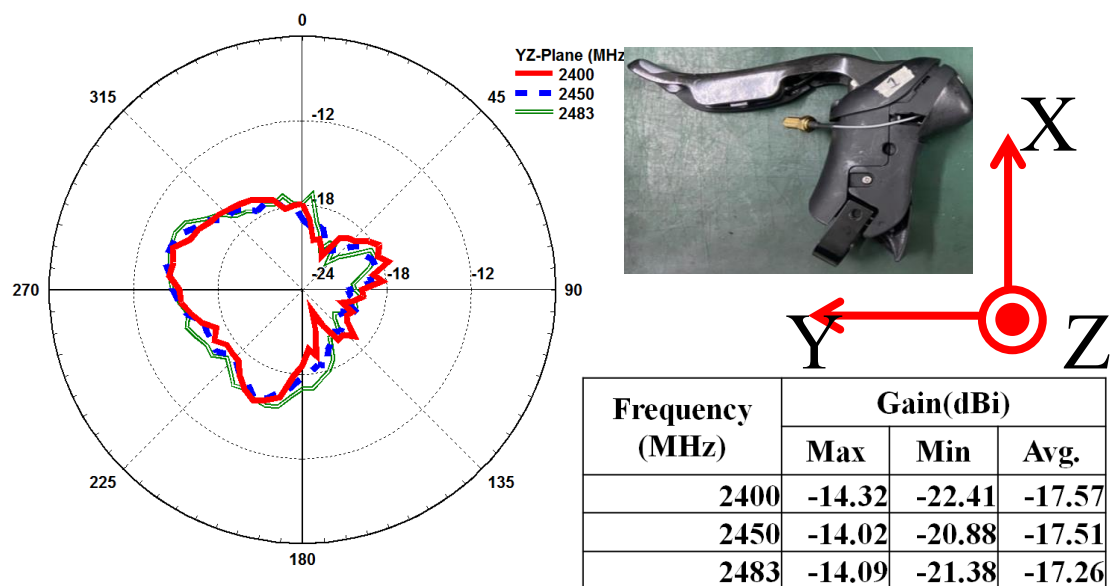 0
YZ-Plane (MHz
2400
2450
2483
315
45
-12
-18
-24
-18
-12
270
90
225
135
180
X
Y
Z
Frequency
(MHz)
Gain(dBi)
Max
Min
Avg.
2400 -14.32 -22.41 -17.57
2450 -14.02 -20.88 -17.51
2483 -14.09 -21.38 -17.26